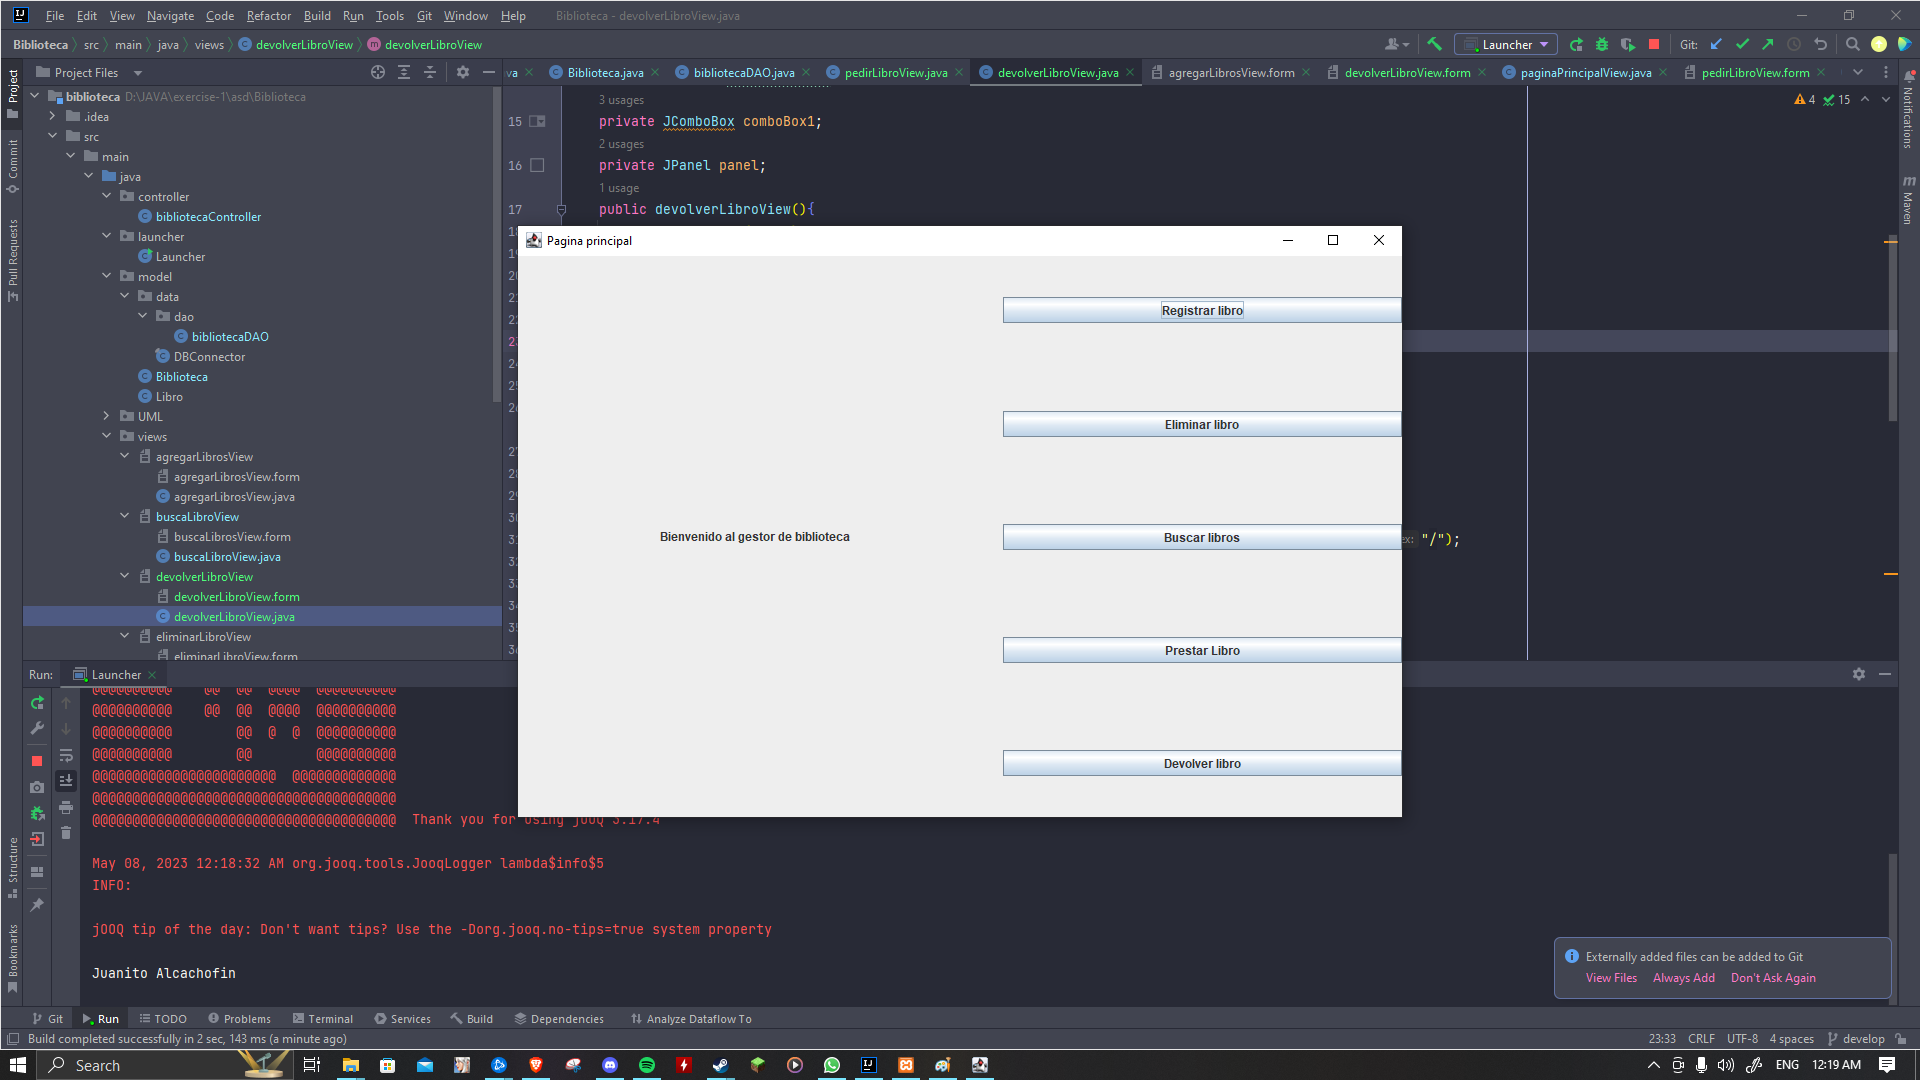 File Edit View Navigate Code Refactor Build Run Tools Git Window Help Biblioteca - devolverLibroView.java
Biblioteca src main java views devolverLibroView devolverLibroView Launcher Git:
Project Files
va Biblioteca.java bibliotecaDAO.java pedirLibroView.java devolverLibroView.java agregarLibrosView.form devolverLibroView.form paginaPrincipalView.java pedirLibroView.form
Project
Commit
Pull Requests
Structure
Bookmarks
Notifications
Maven
biblioteca D:\JAVA\exercise-1\asd\Biblioteca
.idea
src
main
java
controller
bibliotecaController
launcher
Launcher
model
data
dao
bibliotecaDAO
DBConnector
Biblioteca
Libro
UML
views
agregarLibrosView
agregarLibrosView.form
agregarLibrosView.java
buscaLibroView
buscaLibrosView.form
buscaLibroView.java
devolverLibroView
devolverLibroView.form
devolverLibroView.java
eliminarLibroView
eliminarLibroView.form
4 15
3 usages
15 private JComboBox comboBox1;
2 usages
16 private JPanel panel;
1 usage
17 public devolverLibroView(){
"/");
Pagina principal
Registrar libro
Eliminar libro
Bienvenido al gestor de biblioteca
Buscar libros
Prestar Libro
Devolver libro
Run: Launcher
@@@@@@@@@@ @@ @@ @@@@ @@@@@@@@@@
@@@@@@@@@@ @@ @@ @@@@ @@@@@@@@@@
@@@@@@@@@@ @@ @ @ @@@@@@@@@@
@@@@@@@@@@ @@ @@@@@@@@@@
@@@@@@@@@@@@@@@@@@@@@@@ @@@@@@@@@@@@@
@@@@@@@@@@@@@@@@@@@@@@@@@@@@@@@@@@@@@@
@@@@@@@@@@@@@@@@@@@@@@@@@@@@@@@@@@@@@@ Thank you for using jOOQ 3.17.4
May 08, 2023 12:18:32 AM org.jooq.tools.JooqLogger lambda$info$5
INFO:
jOOQ tip of the day: Don't want tips? Use the -Dorg.jooq.no-tips=true system property
Juanito Alcachofin
Externally added files can be added to Git
View Files Always Add Don't Ask Again
Git Run TODO Problems Terminal Services Build Dependencies Analyze Dataflow To
Build completed successfully in 2 sec, 143 ms (a minute ago) 23:33 CRLF UTF-8 4 spaces develop
Search ENG 12:19 AM